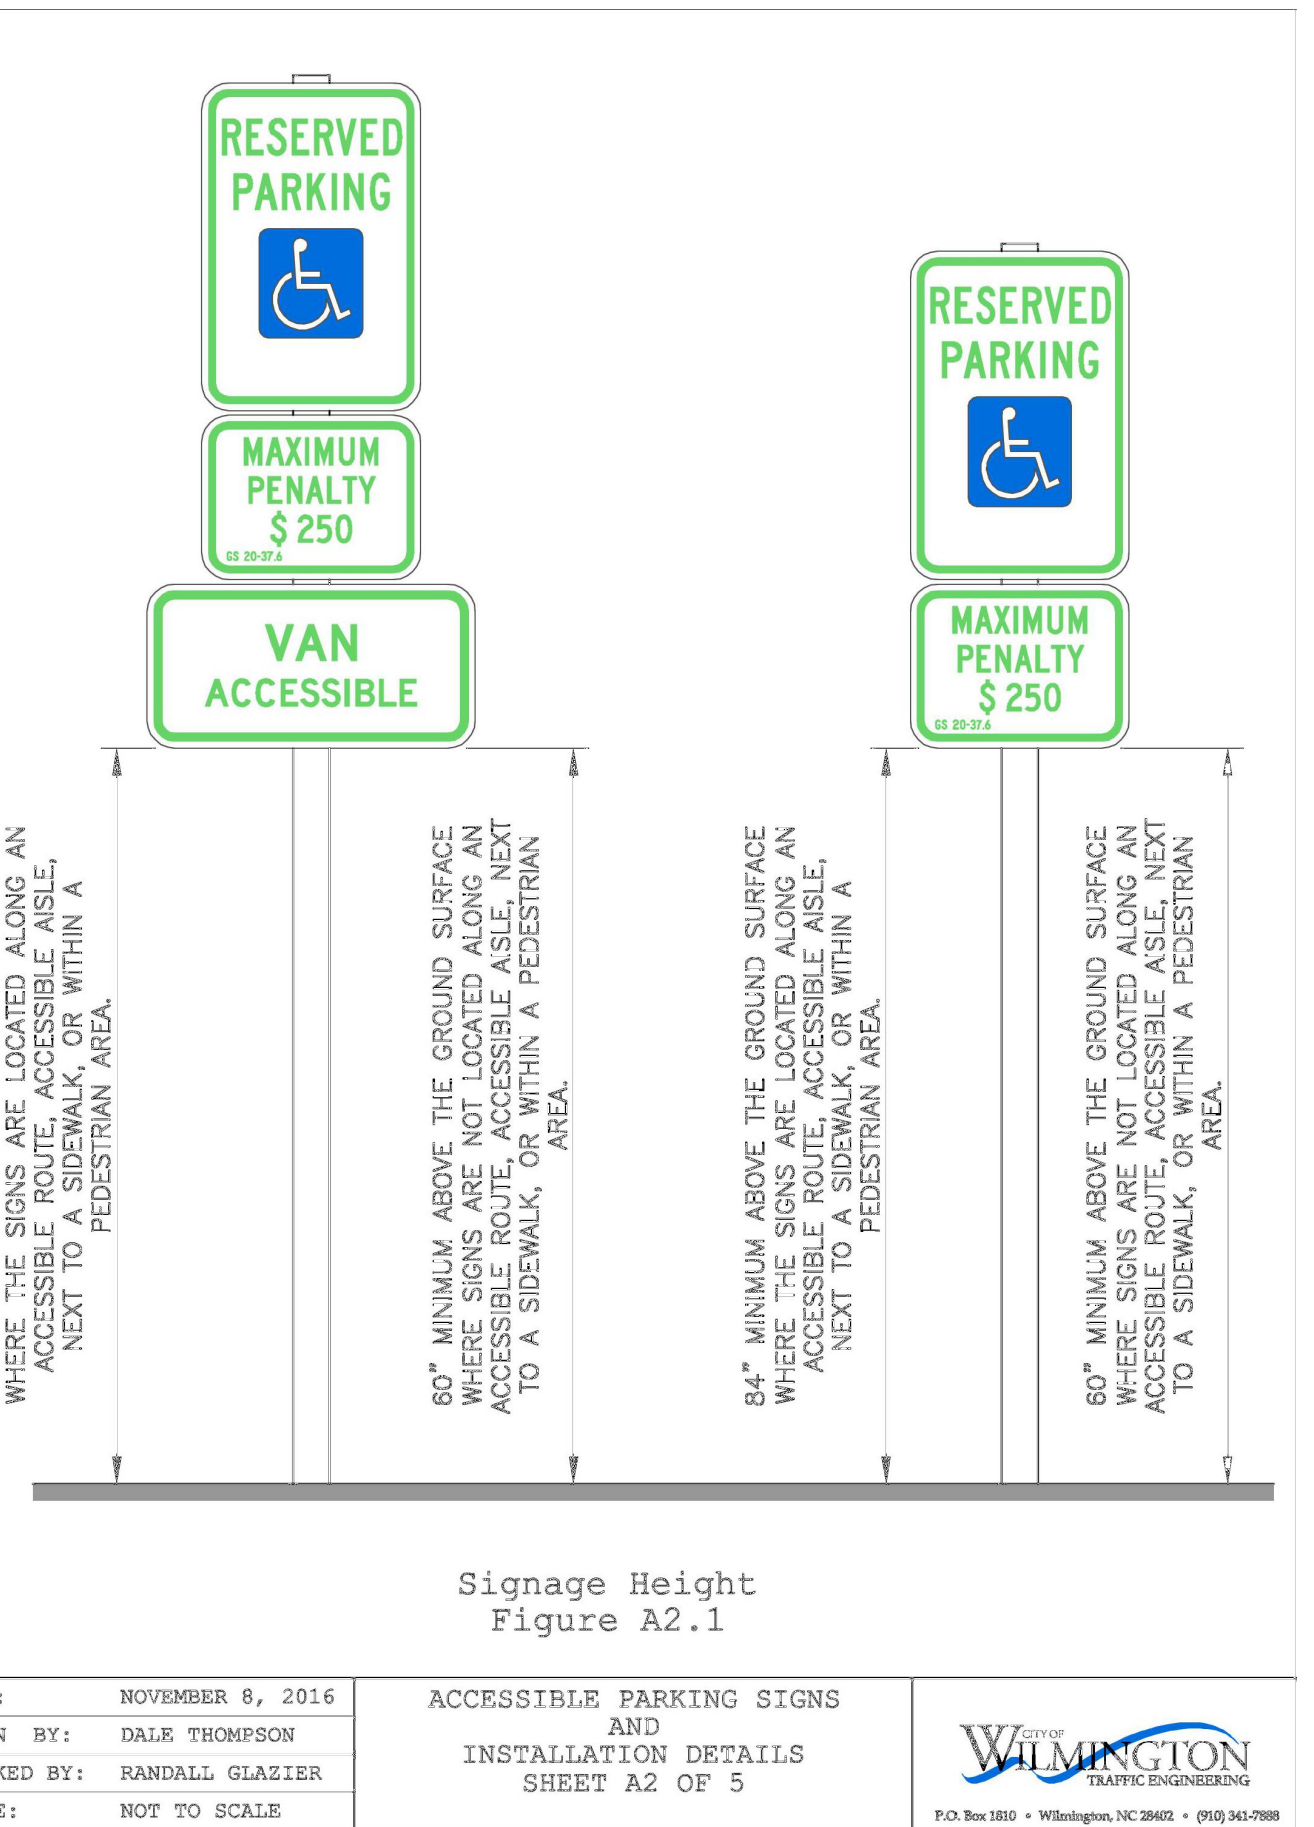 RESERVED
PARKING
MAXIMUM
PENALTY
$ 250
GS 20-37.6
VAN
ACCESSIBLE
RESERVED
PARKING
MAXIMUM
PENALTY
$ 250
GS 20-37.6
WHERE THE SIGNS ARE LOCATED ALONG AN
ACCESSIBLE ROUTE, ACCESSIBLE AISLE,
NEXT TO A SIDEWALK, OR WITHIN A
PEDESTRIAN AREA.
60" MINIMUM ABOVE THE GROUND SURFACE
WHERE SIGNS ARE NOT LOCATED ALONG AN
ACCESSIBLE ROUTE, ACCESSIBLE AISLE, NEXT
TO A SIDEWALK, OR WITHIN A PEDESTRIAN
AREA.
84" MINIMUM ABOVE THE GROUND SURFACE
WHERE THE SIGNS ARE LOCATED ALONG AN
ACCESSIBLE ROUTE, ACCESSIBLE AISLE,
NEXT TO A SIDEWALK, OR WITHIN A
PEDESTRIAN AREA.
60" MINIMUM ABOVE THE GROUND SURFACE
WHERE SIGNS ARE NOT LOCATED ALONG AN
ACCESSIBLE ROUTE, ACCESSIBLE AISLE, NEXT
TO A SIDEWALK, OR WITHIN A PEDESTRIAN
AREA.
Signage Height
Figure A2.1
: NOVEMBER 8, 2016
N BY: DALE THOMPSON
KED BY: RANDALL GLAZIER
E: NOT TO SCALE
ACCESSIBLE PARKING SIGNS
AND
INSTALLATION DETAILS
SHEET A2 OF 5
CITY OF
WILMINGTON
TRAFFIC ENGINEERING
P.O. Box 1810 • Wilmington, NC 28402 • (910) 341-7888